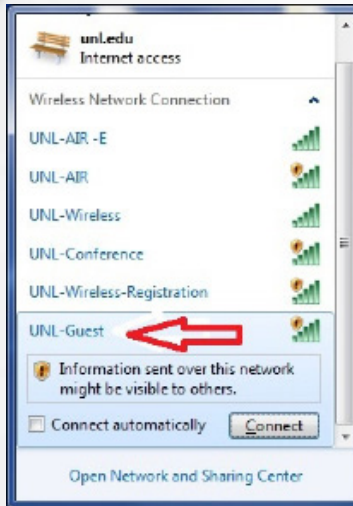 unl.edu
Internet access
Wireless Network Connection
UNL-AIR -E
UNL-AIR
UNL-Wireless
UNL-Conference
UNL-Wireless-Registration
UNL-Guest
Information sent over this network
might be visible to others.
Connect automatically
Connect
Open Network and Sharing Center